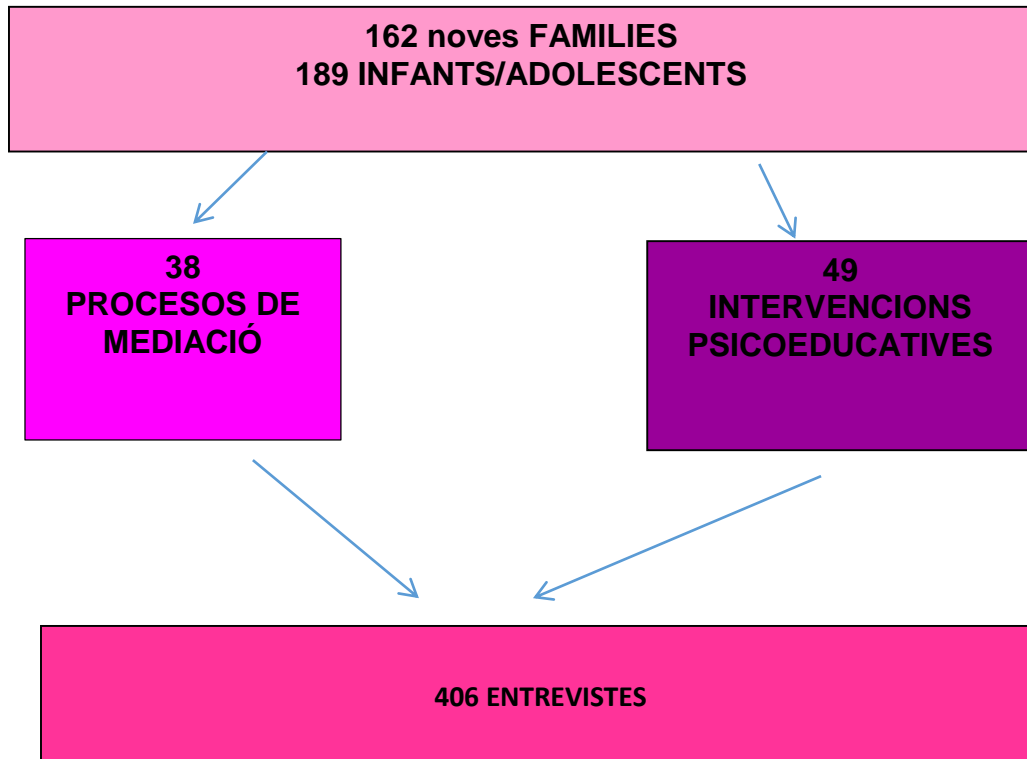 162 noves FAMILIES
189 INFANTS/ADOLESCENTS
38
PROCESOS DE
MEDIACIÓ
49
INTERVENCIONS
PSICOEDUCATIVES
406 ENTREVISTES